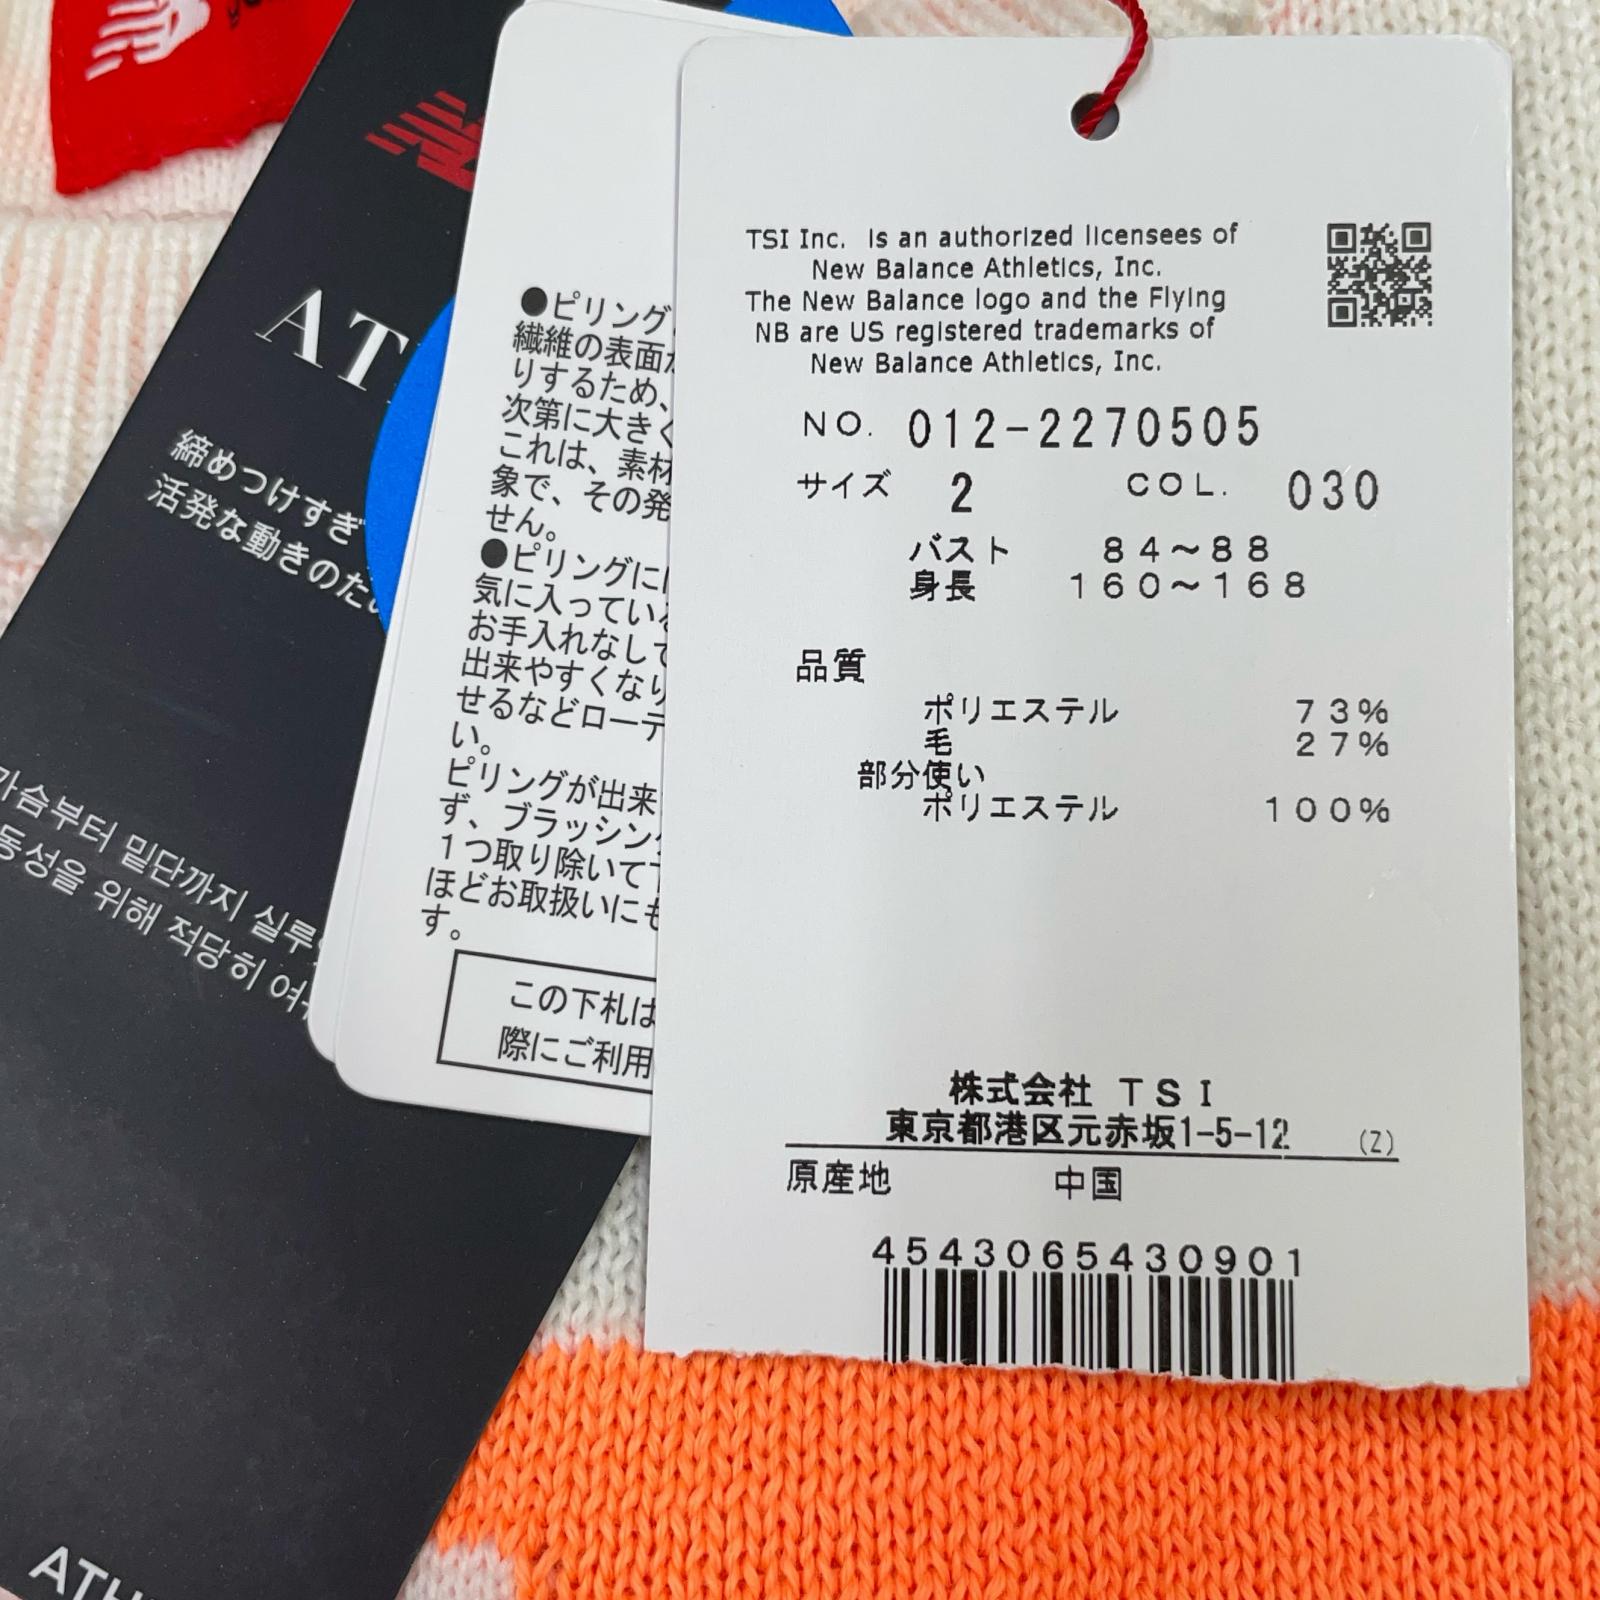 AT
締めつけすぎ
活発な動きのた
가슴부터 밑단까지 실루
동성을 위해 적당히 여
ATH
●ピリング
繊維の表面
りするため、
次第に大きく
これは、素材
象で、その発
せん。
●ピリングに
気に入っている
お手入れなして
出来やすくなり
せるなどローテ
い。
ピリングが出来
ず、ブラッシング
1つ取り除いて下
ほどお取扱いにも
す。
この下札は
際にご利用
TSI Inc. is an authorized licensees of
New Balance Athletics, Inc.
The New Balance logo and the Flying
NB are US registered trademarks of
New Balance Athletics, Inc.
NO. 012-2270505
サイズ 2 COL. 030
バスト 84～88
身長 160～168
品質
ポリエステル 73%
毛 27%
部分使い
ポリエステル 100%
株式会社 TSI
東京都港区元赤坂1-5-12 (Z)
原産地 中国
4543065430901